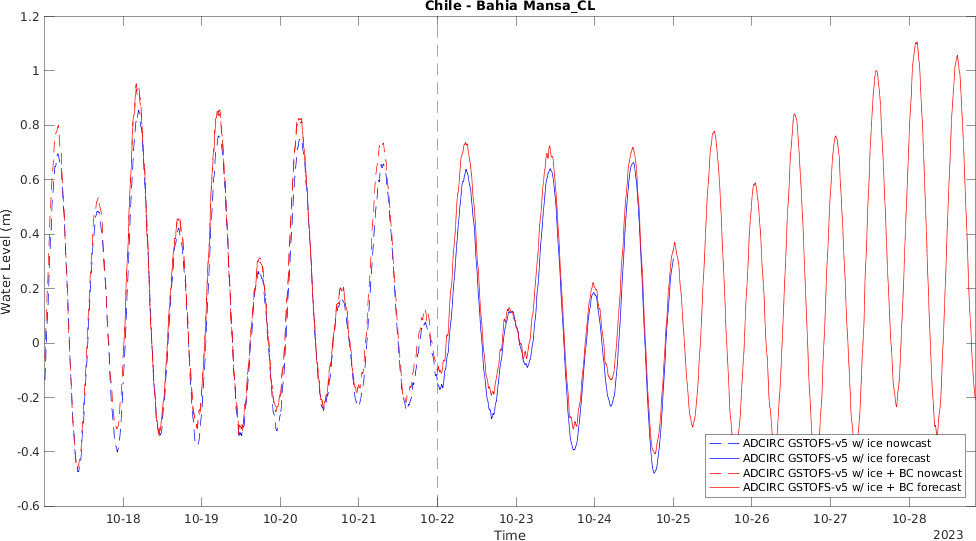 Chile - Bahia Mansa_CL
1.2
1
0.8
0.6
0.4
0.2
0
-0.2
-0.4
-0.6
Water Level (m)
ADCIRC GSTOFS-v5 w/ ice nowcast
ADCIRC GSTOFS-v5 w/ ice forecast
ADCIRC GSTOFS-v5 w/ ice + BC nowcast
ADCIRC GSTOFS-v5 w/ ice + BC forecast
10-18 10-19 10-20 10-21 10-22 10-23 10-24 10-25 10-26 10-27 10-28
Time
2023